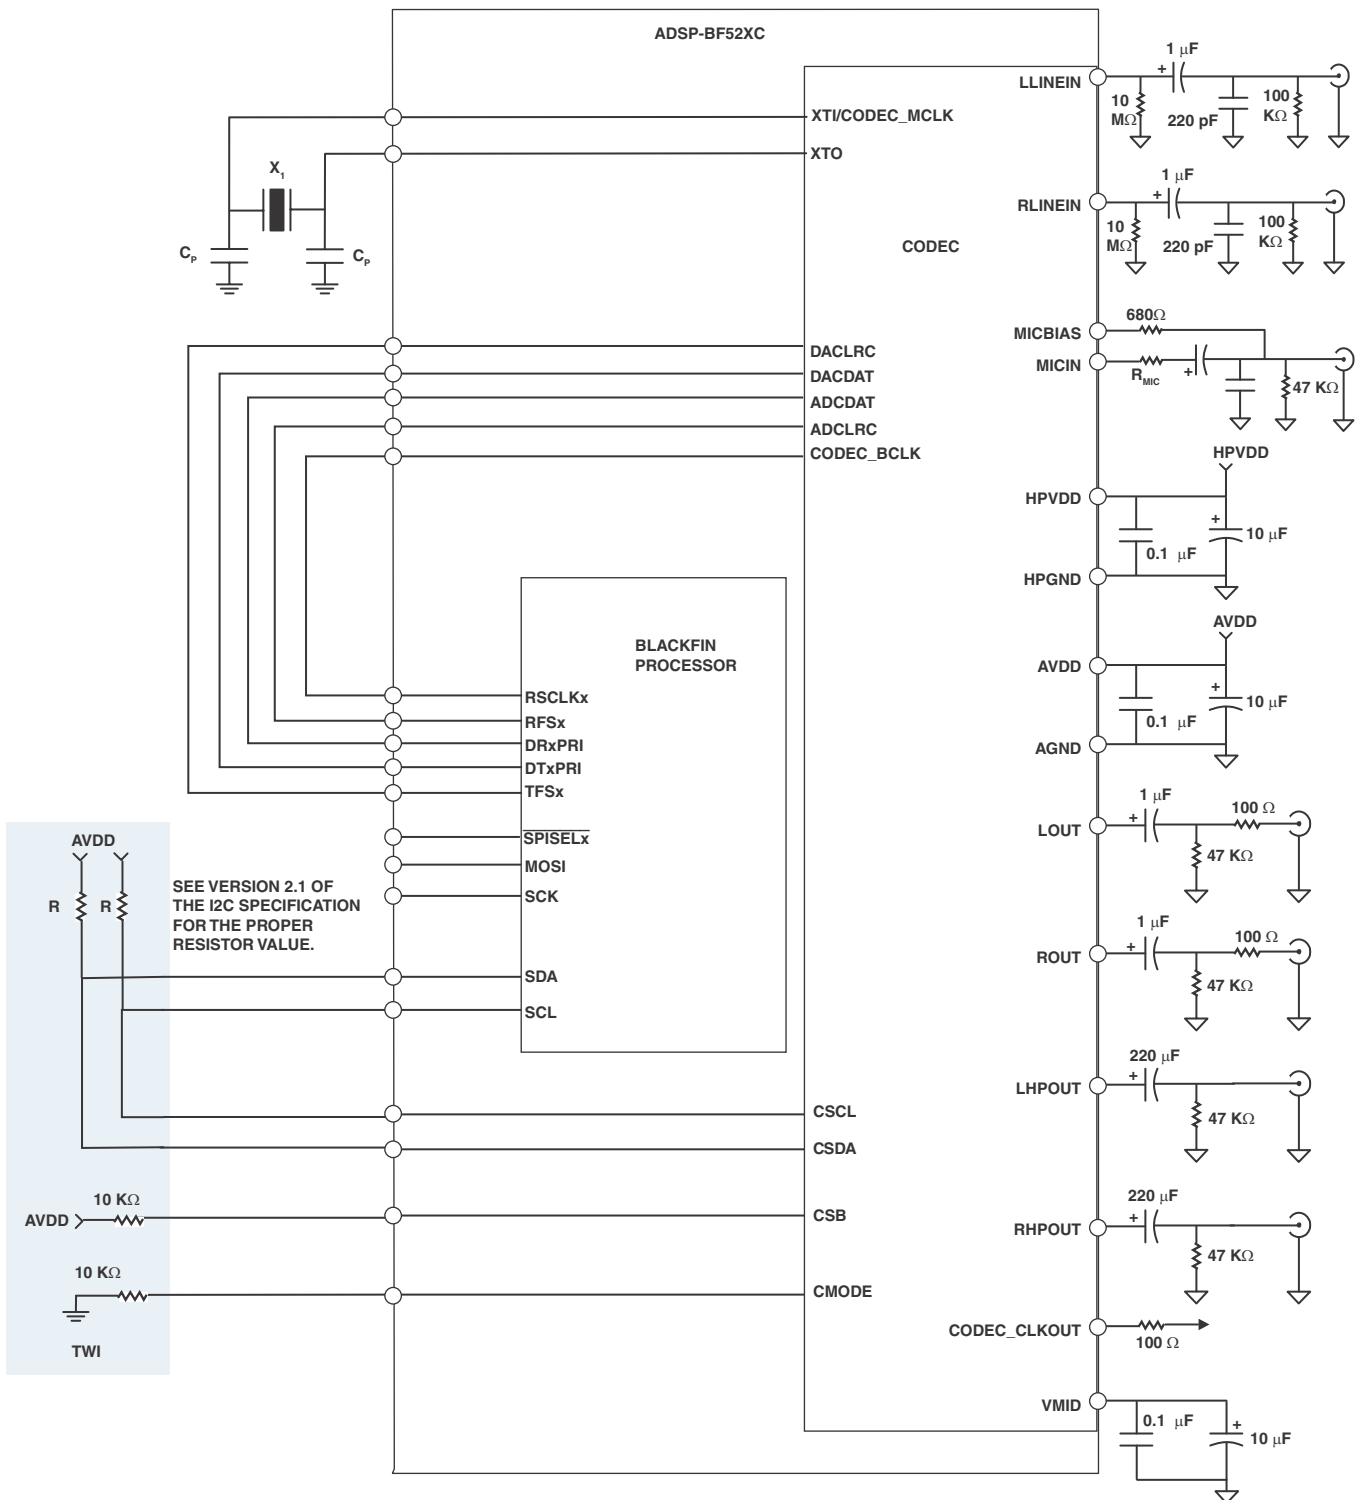 ADSP-BF52XC
XTI/CODEC_MCLK
XTO
X1
CP
CP
CODEC
DACLRC
DACDAT
ADCDAT
ADCLRC
CODEC_BCLK
BLACKFIN
PROCESSOR
RSCLKx
RFSx
DRxPRI
DTxPRI
TFSx
SPISELx
MOSI
SCK
SDA
SCL
AVDD
R
R
SEE VERSION 2.1 OF
THE I2C SPECIFICATION
FOR THE PROPER
RESISTOR VALUE.
CSCL
CSDA
10 KΩ
AVDD
CSB
10 KΩ
CMODE
TWI
LLINEIN
1 µF
10
MΩ
220 pF
100
KΩ
RLINEIN
1 µF
10
MΩ
220 pF
100
KΩ
MICBIAS
680Ω
MICIN
RMIC
+
47 KΩ
HPVDD
HPVDD
+
0.1 µF
10 µF
HPGND
AVDD
AVDD
+
0.1 µF
10 µF
AGND
LOUT
+
1 µF
100 Ω
47 KΩ
ROUT
+
1 µF
100 Ω
47 KΩ
LHPOUT
+
220 µF
47 KΩ
RHPOUT
+
220 µF
47 KΩ
CODEC_CLKOUT
100 Ω
VMID
0.1 µF
+
10 µF